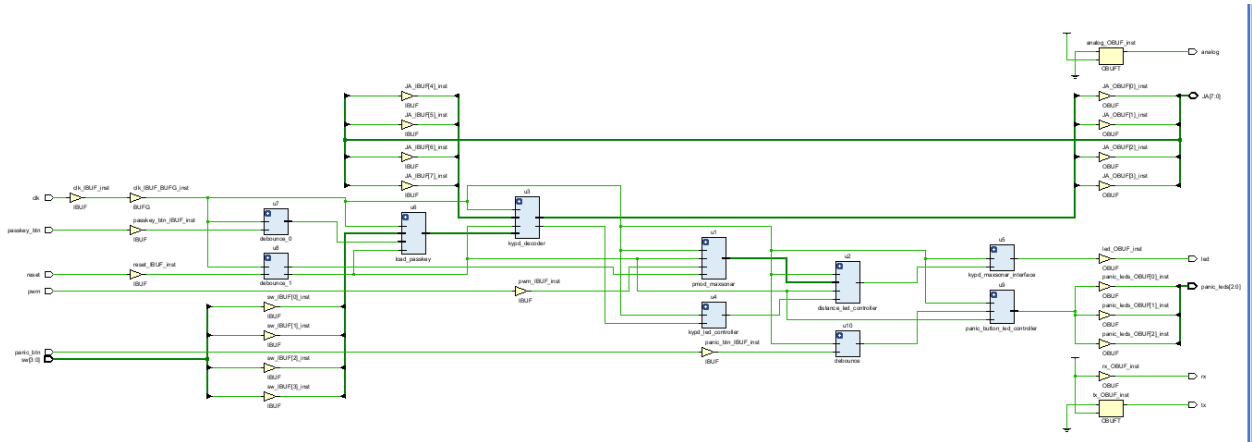 analog_OBUF_inst
analog
OBUFT
JA_IBUF[4]_inst
IBUF
JA_IBUF[5]_inst
IBUF
JA_IBUF[6]_inst
IBUF
JA_IBUF[7]_inst
IBUF
JA_OBUF[0]_inst
OBUF
JA[7:0]
JA_OBUF[1]_inst
OBUF
JA_OBUF[2]_inst
OBUF
JA_OBUF[3]_inst
OBUF
clk
clk_IBUF_inst
IBUF
clk_IBUF_BUFG_inst
BUFG
passkey_btn
passkey_btn_IBUF_inst
IBUF
u7
debounce_0
reset
reset_IBUF_inst
IBUF
u8
debounce_1
u6
load_passkey
u3
kypd_decoder
pwm
pwm_IBUF_inst
IBUF
u1
pmod_maxsonar
u4
kypd_led_controller
u2
distance_led_controller
u10
debounce
u5
kypd_maxsonar_interface
u9
panic_button_led_controller
led_OBUF_inst
OBUF
led
panic_leds_OBUF[0]_inst
OBUF
panic_leds[2:0]
panic_leds_OBUF[1]_inst
OBUF
panic_leds_OBUF[2]_inst
OBUF
sw_IBUF[0]_inst
IBUF
sw_IBUF[1]_inst
IBUF
sw_IBUF[2]_inst
IBUF
sw_IBUF[3]_inst
IBUF
panic_btn
sw[3:0]
panic_btn_IBUF_inst
IBUF
rx_OBUF_inst
OBUF
rx
tx_OBUF_inst
OBUFT
tx